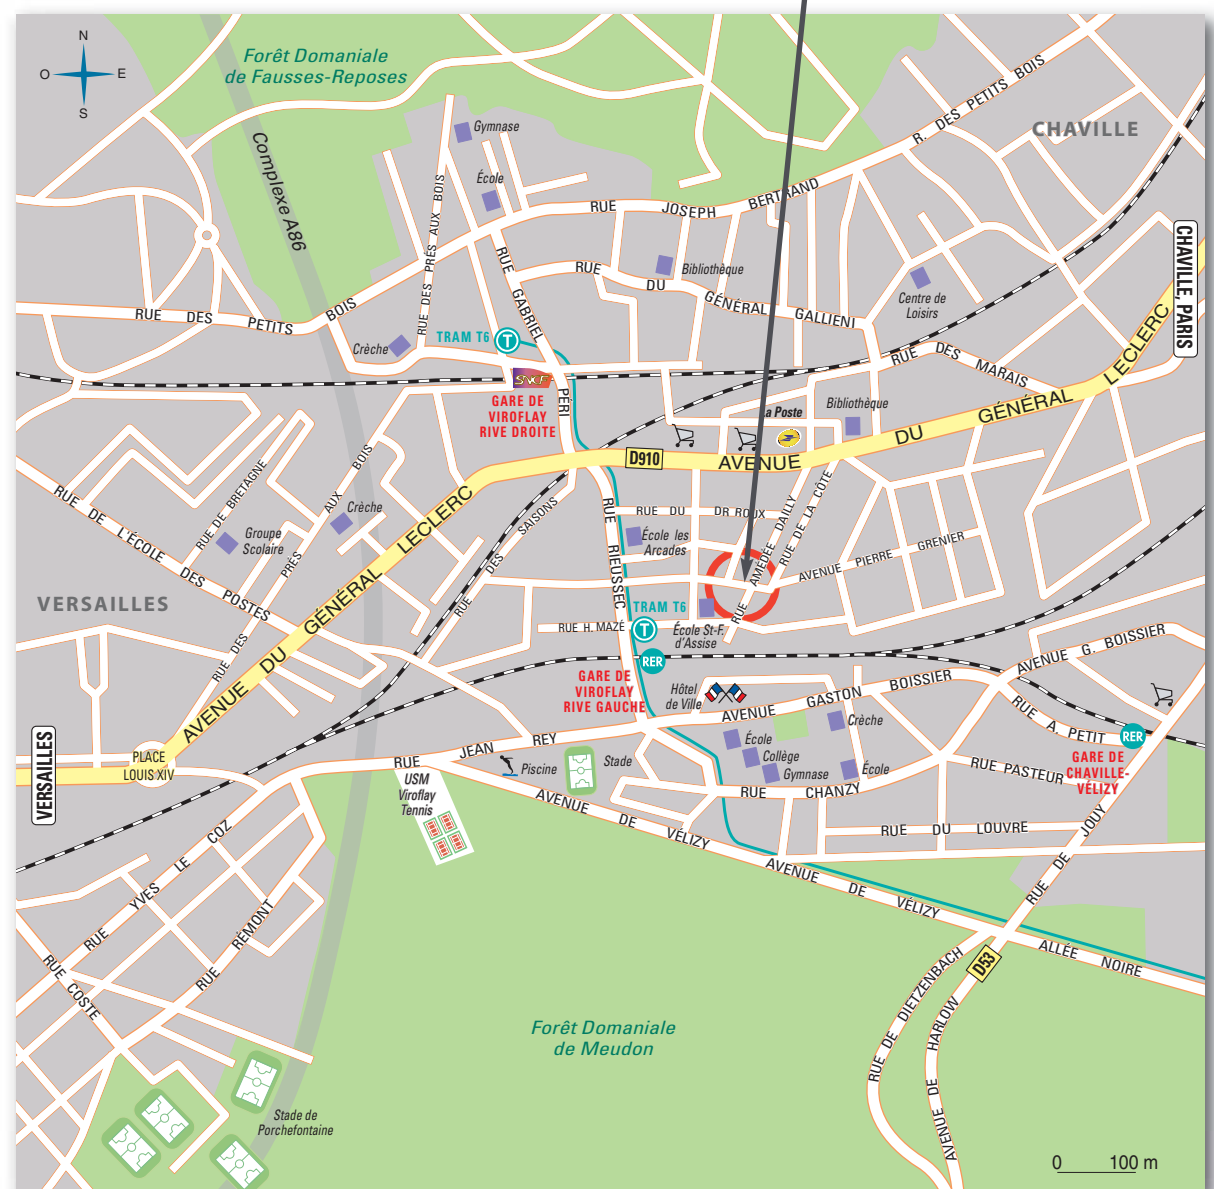 N
O
E
S
Forêt Domaniale
de Fausses-Reposes
Complexe A86
Gymnase
École
R. DES PETITS BOIS
CHAVILLE
RUE JOSEPH BERTRAND
RUE DES PRÉS AUX BOIS
RUE GABRIEL
PÉRI
RUE DU GÉNÉRAL GALLIENI
Bibliothèque
Centre de
Loisirs
CHAVILLE, PARIS
RUE DES PETITS BOIS
Crèche
TRAM T6
T
SNCF
GARE DE
VIROFLAY
RIVE DROITE
RUE DES MARAIS
La Poste
Bibliothèque
D910
AVENUE DU GÉNÉRAL LECLERC
RUE DE BRETAGNE
RUE DES PRÈS AUX BOIS
Crèche
Groupe
Scolaire
RUE DE L'ÉCOLE DES POSTES
RUE DES SAISONS
RUE RIEUSSEC
RUE DU DR ROUX
École les
Arcades
RUE AMÉDÉE DAILLY
RUE DE LA CÔTE
AVENUE PIERRE GRENIER
VERSAILLES
AVENUE DU GÉNÉRAL LECLERC
TRAM T6
RUE H. MAZÉ
T
École St-F.
d'Assise
RER
GARE DE
VIROFLAY
RIVE GAUCHE
Hôtel
de Ville
AVENUE GASTON BOISSIER
AVENUE G. BOISSIER
RUE A. PETIT
RER
GARE DE
CHAVILLE-
VÉLIZY
VERSAILLES
PLACE
LOUIS XIV
RUE JEAN REY
USM
Viroflay
Tennis
Piscine
Stade
École
Collège
Gymnase
Crèche
École
RUE CHANZY
RUE PASTEUR
RUE DU LOUVRE
AVENUE DE VÉLIZY
AVENUE DE VÉLIZY
RUE DE JOUY
ALLÉE NOIRE
D53
RUE YVES LE COZ
RUE RÉMONT
RUE COSTE
RUE DE DIETZENBACH
AVENUE DE HARLOW
Forêt Domaniale
de Meudon
Stade de
Porchefontaine
0 100 m